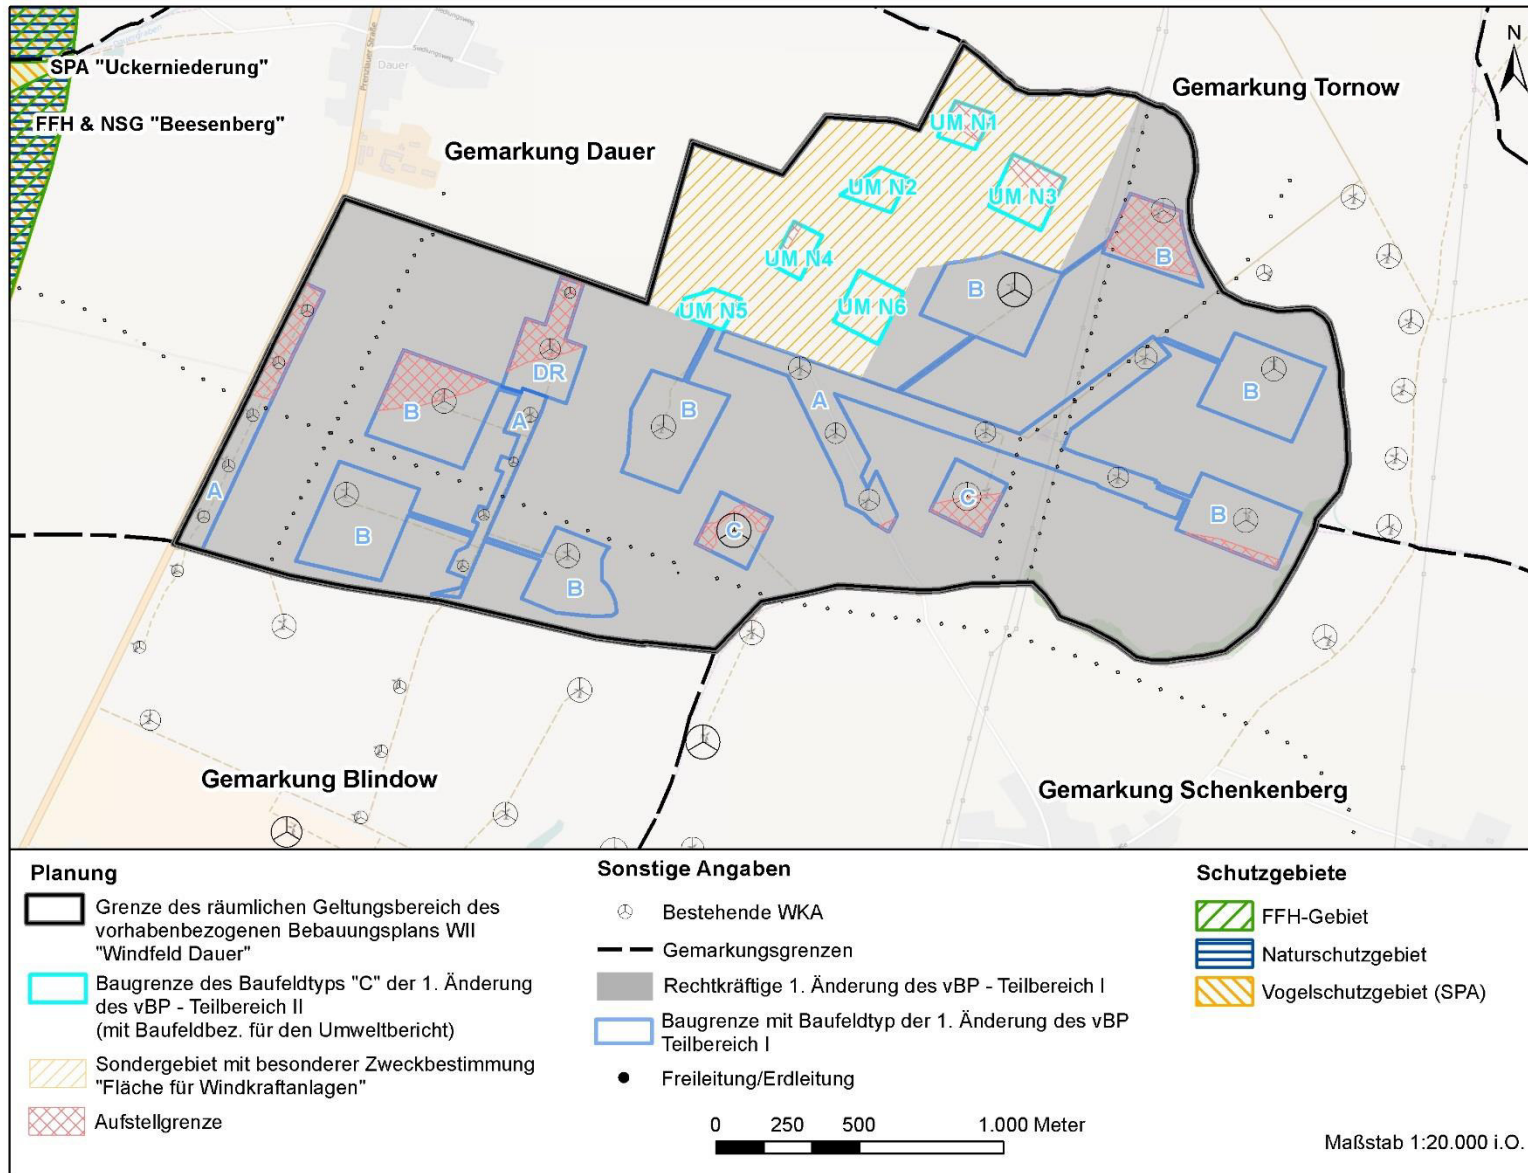 SPA "Uckerniederung"
FFH & NSG "Beesenberg"
Prenzlauer Straße
Dauer
Siedlungsweg
Gemarkung Dauer
Gemarkung Tornow
N
UM N1
UM N2
UM N3
UM N4
UM N5
UM N6
B
B
DR
B
B
A
B
A
B
A
C
C
B
B
B
Gemarkung Blindow
Gemarkung Schenkenberg
Planung
Grenze des räumlichen Geltungsbereich des
vorhabenbezogenen Bebauungsplans WII
"Windfeld Dauer"
Baugrenze des Baufeldtyps "C" der 1. Änderung
des vBP - Teilbereich II
(mit Baufeldbez. für den Umweltbericht)
Sondergebiet mit besonderer Zweckbestimmung
"Fläche für Windkraftanlagen"
Aufstellgrenze
Sonstige Angaben
Bestehende WKA
Gemarkungsgrenzen
Rechtkräftige 1. Änderung des vBP - Teilbereich I
Baugrenze mit Baufeldtyp der 1. Änderung des vBP
Teilbereich I
Freileitung/Erdleitung
0 250 500 1.000 Meter
Schutzgebiete
FFH-Gebiet
Naturschutzgebiet
Vogelschutzgebiet (SPA)
Maßstab 1:20.000 i.O.